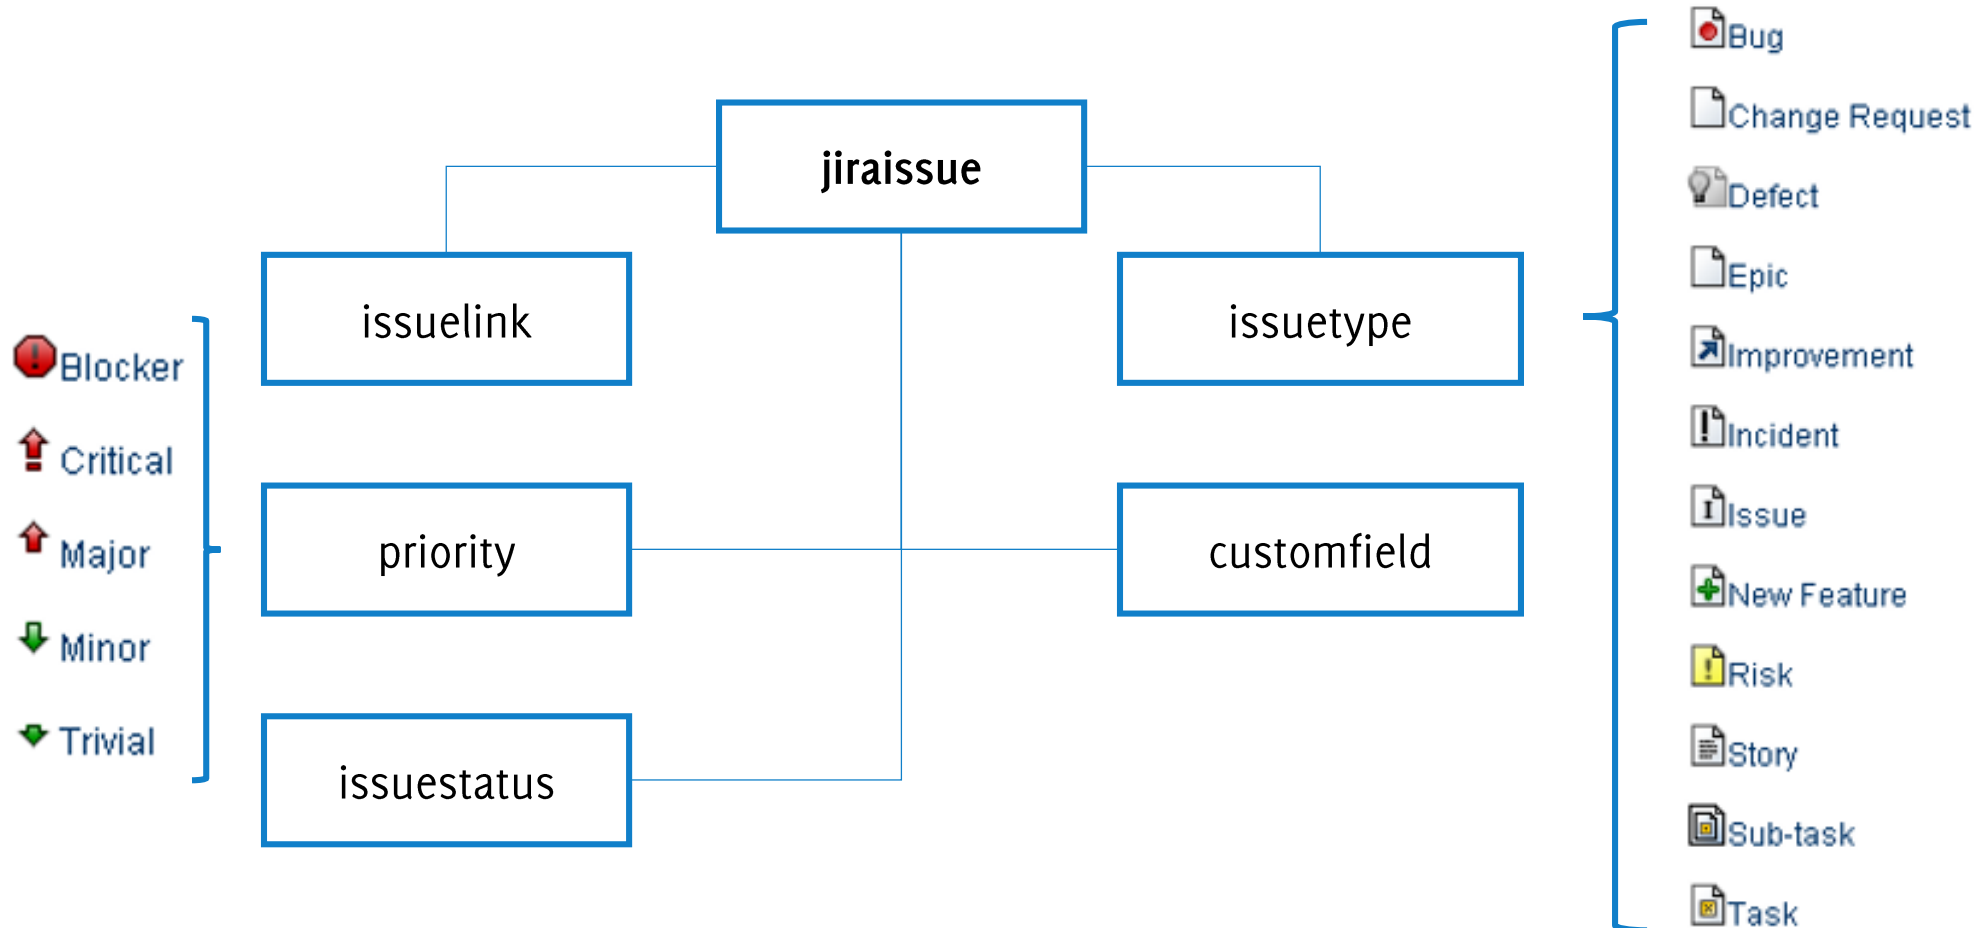 jiraissue
issuelink
issuetype
priority
customfield
issuestatus
Blocker
Critical
Major
Minor
Trivial
Bug
Change Request
Defect
Epic
Improvement
Incident
Issue
New Feature
Risk
Story
Sub-task
Task